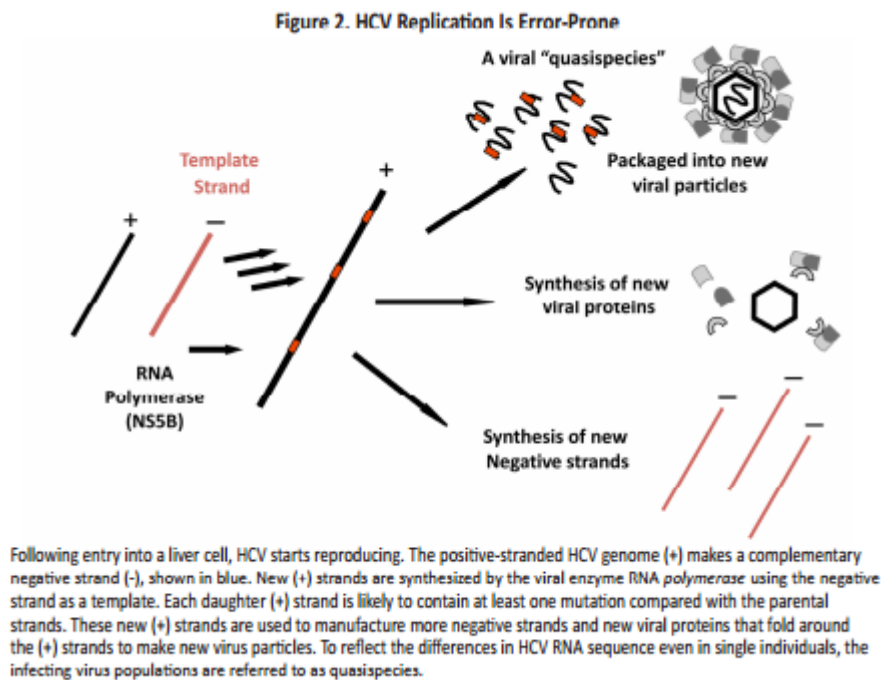 Figure 2. HCV Replication Is Error-Prone
A viral “quasispecies”
Template
Strand
+
Packaged into new
viral particles
+
—
Synthesis of new
viral proteins
RNA
Polymerase
(NS5B)
—
—
—
Synthesis of new
Negative strands
Following entry into a liver cell, HCV starts reproducing. The positive-stranded HCV genome (+) makes a complementary
negative strand (-), shown in blue. New (+) strands are synthesized by the viral enzyme RNA polymerase using the negative
strand as a template. Each daughter (+) strand is likely to contain at least one mutation compared with the parental
strands. These new (+) strands are used to manufacture more negative strands and new viral proteins that fold around
the (+) strands to make new virus particles. To reflect the differences in HCV RNA sequence even in single individuals, the
infecting virus populations are referred to as quasispecies.